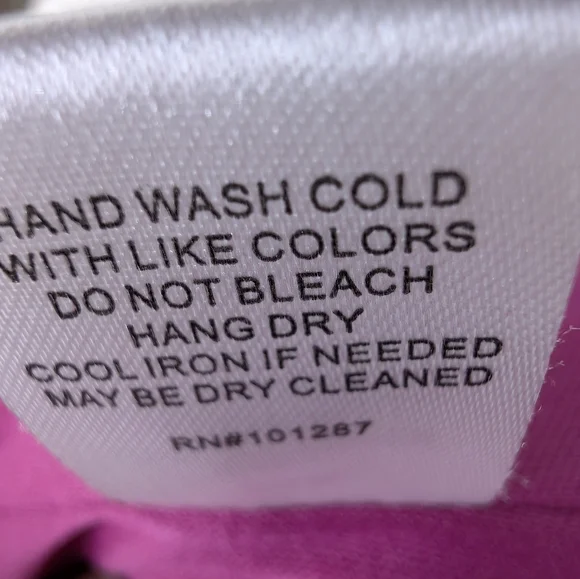 HAND WASH COLD
WITH LIKE COLORS
DO NOT BLEACH
HANG DRY
COOL IRON IF NEEDED
MAY BE DRY CLEANED
RN#101287